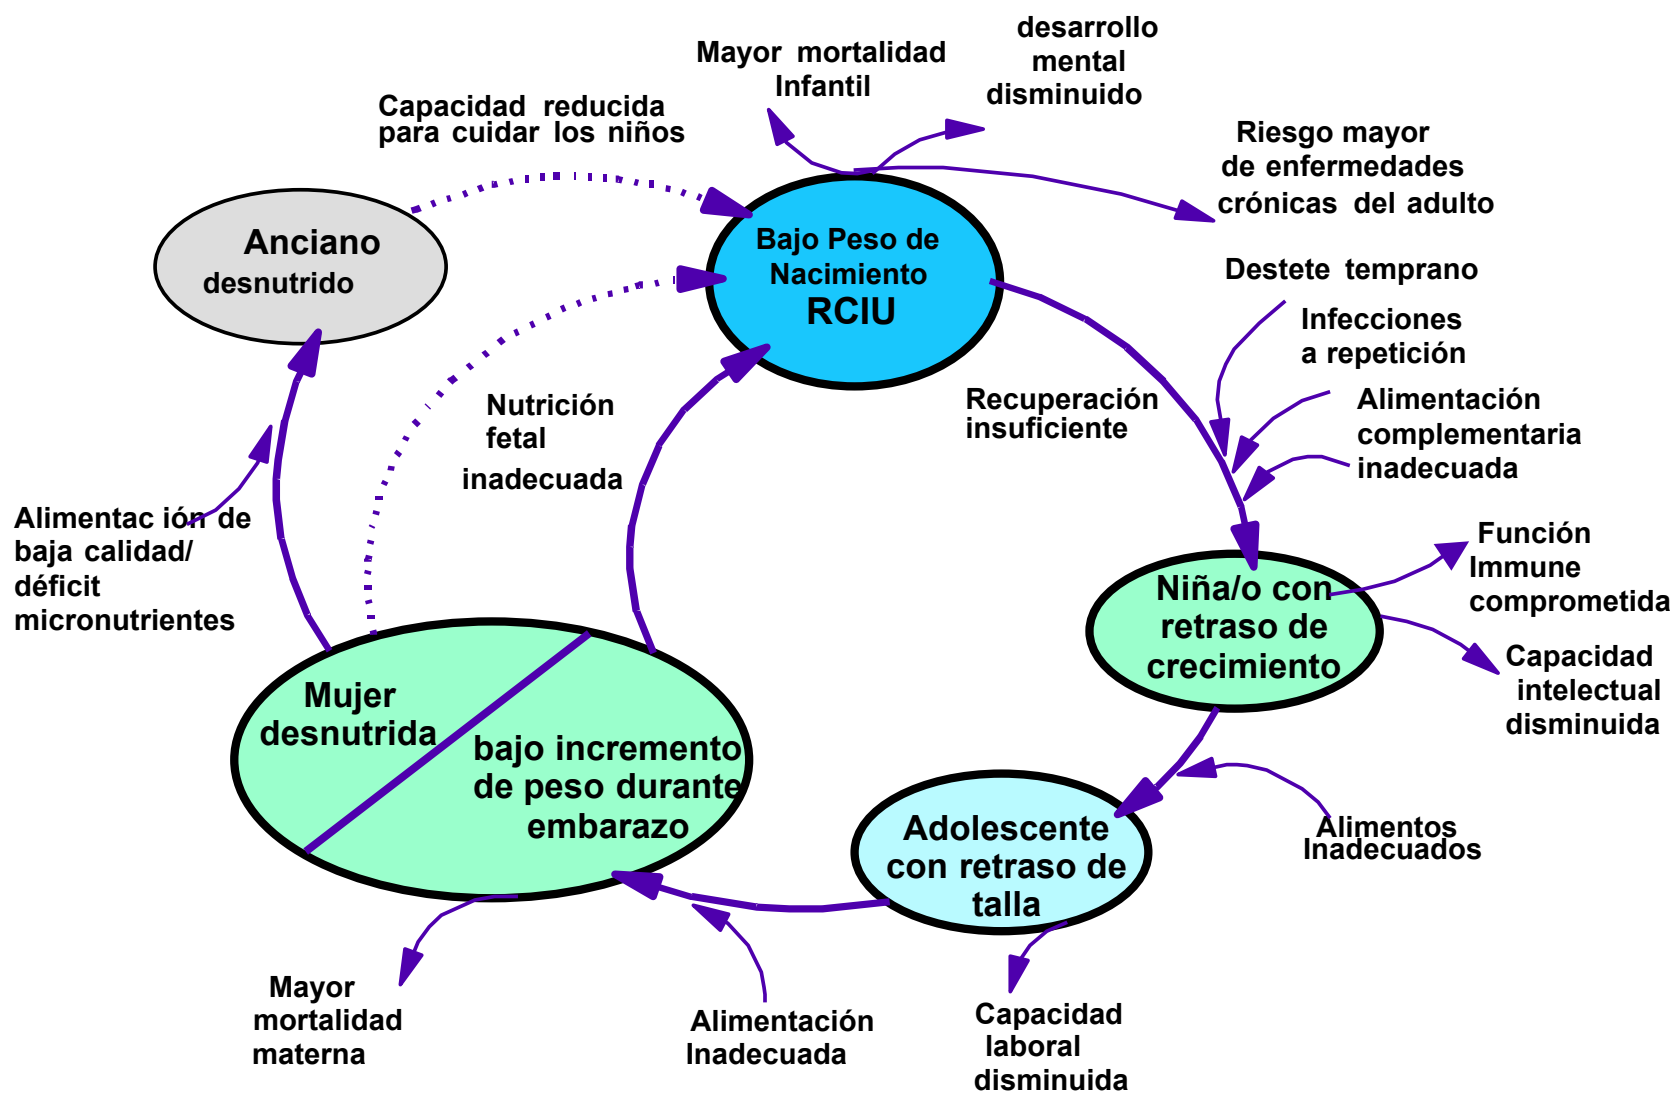 Mayor mortalidad
Infantil
desarrollo
mental
disminuido
Capacidad reducida
para cuidar los niños
Riesgo mayor
de enfermedades
crónicas del adulto
Anciano
desnutrido
Bajo Peso de
Nacimiento
RCIU
Destete temprano
Infecciones
a repetición
Recuperación
insuficiente
Alimentación
complementaria
inadecuada
Nutrición
fetal
inadecuada
Alimentac ión de
baja calidad/
déficit
micronutrientes
Función
Immune
comprometida
Niña/o con
retraso de
crecimiento
Capacidad
intelectual
disminuida
Mujer
desnutrida
bajo incremento
de peso durante
embarazo
Adolescente
con retraso de
talla
Alimentos
Inadecuados
Mayor
mortalidad
materna
Alimentación
Inadecuada
Capacidad
laboral
disminuida